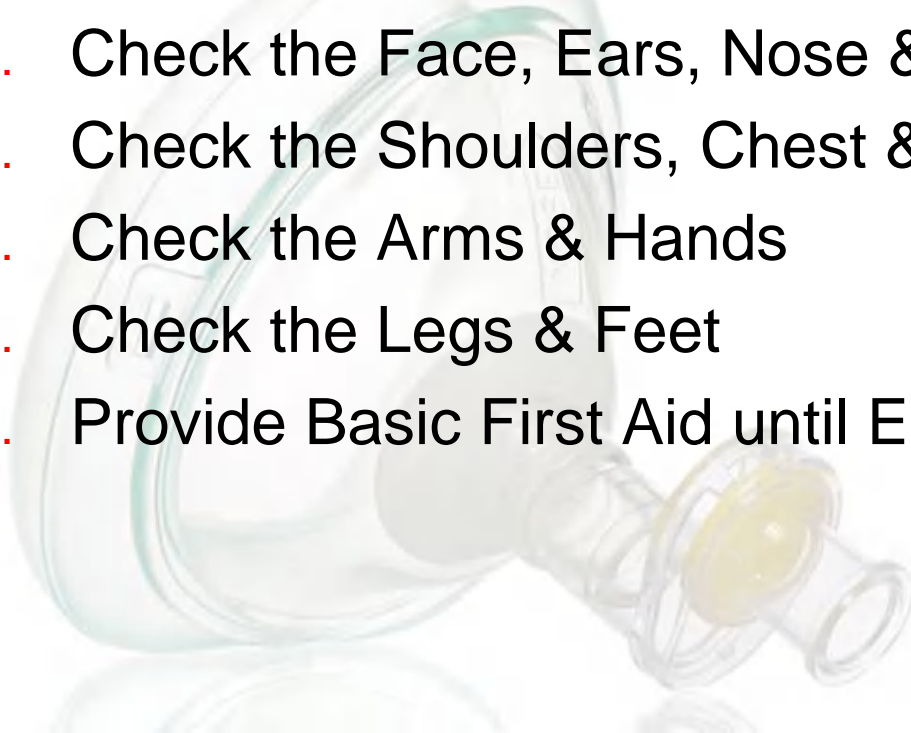 . Check the Face, Ears, Nose &
. Check the Shoulders, Chest &
. Check the Arms & Hands
. Check the Legs & Feet
. Provide Basic First Aid until E